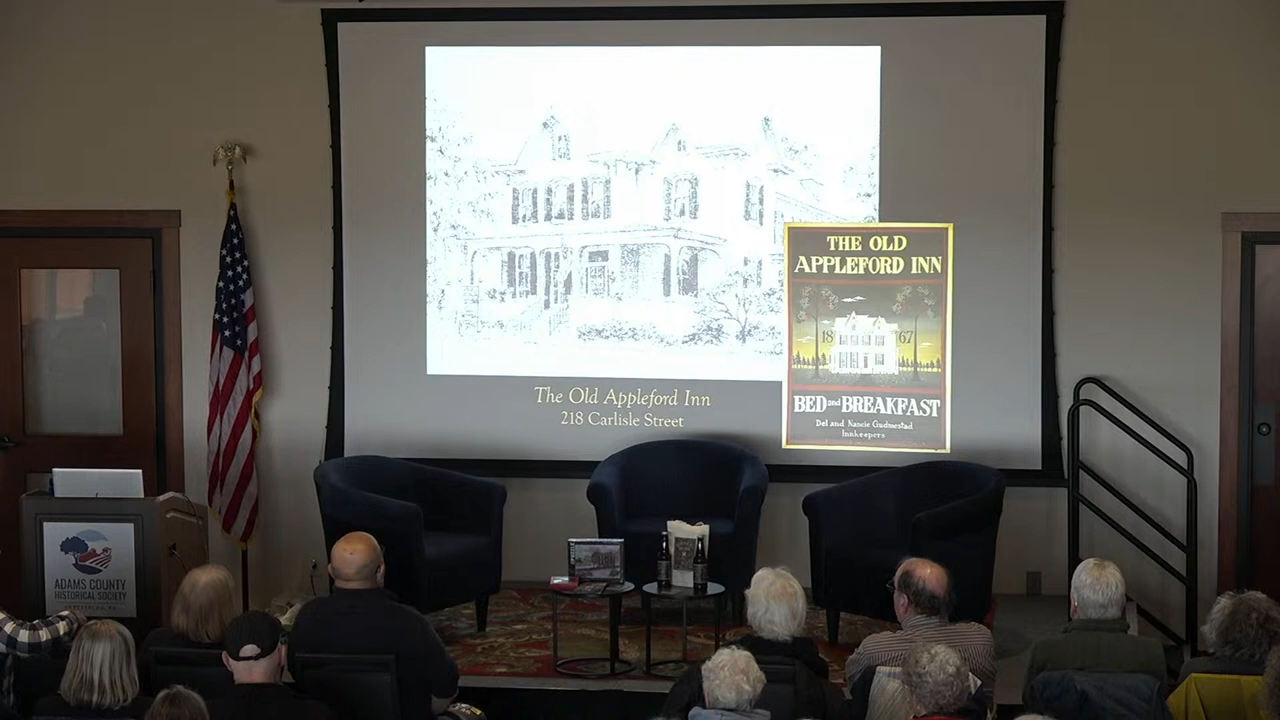 THE OLD
APPLEFORD INN
18 67
BED and BREAKFAST
Del and Nancie Gudmestad
Innkeepers
The Old Appleford Inn
218 Carlisle Street
ADAMS COUNTY
HISTORICAL SOCIETY